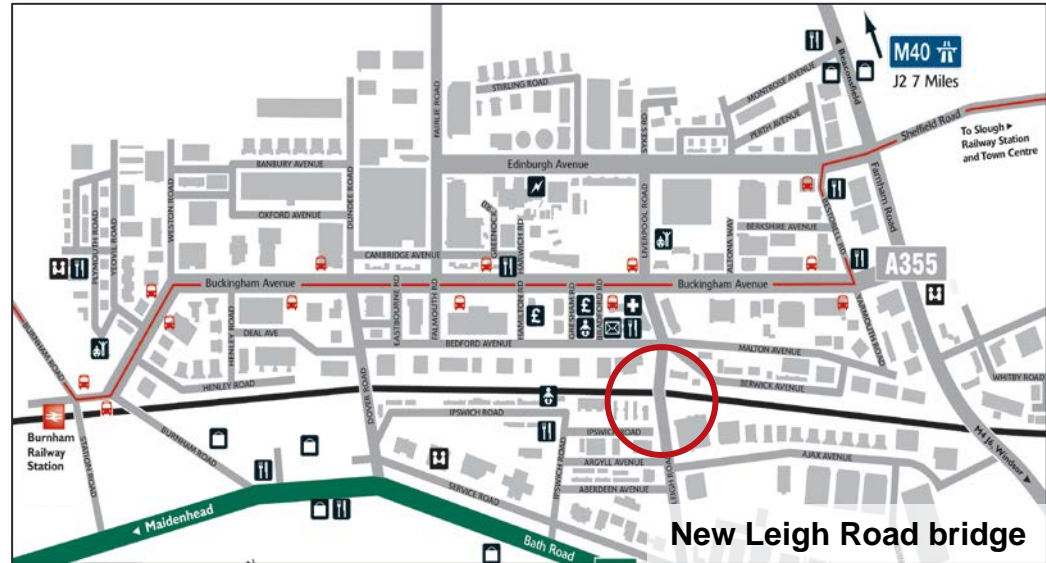 M40
J2 7 Miles
Beaconsfield
MONTROSE AVENUE
PERTH AVENUE
Sheffield Road
To Slough
Railway Station
and Town Centre
FAIRLIE ROAD
STIRLING ROAD
SYKES RD
Edinburgh Avenue
Farnham Road
BANBURY AVENUE
WESTON ROAD
DUNDEE ROAD
OXFORD AVENUE
PLYMOUTH ROAD
YEOVIL ROAD
GREENOCK
HARWICH RD
LIVERPOOL ROAD
ALTONA WAY
BERKSHIRE AVENUE
BESTOBELL RD
CAMBRIDGE AVENUE
A355
Buckingham Avenue
Buckingham Avenue
EASTBOURNE RD
FALMOUTH RD
HAMILTON RD
£
GRESHAM RD
£
BRADFORD RD
YARMOUTH ROAD
BURNHAM ROAD
HENLEY ROAD
DEAL AVE
BEDFORD AVENUE
MALTON AVENUE
WHITBY ROAD
HENLEY ROAD
DOVER ROAD
BERWICK AVENUE
Burnham
Railway
Station
STATION ROAD
BURNHAM ROAD
IPSWICH ROAD
IPSWICH ROAD
IPSWICH ROAD
ARGYLL AVENUE
AJAX AVENUE
ABERDEEN AVENUE
LEIGH ROAD
M4 J6, Windsor
SERVICE ROAD
Maidenhead
Bath Road
New Leigh Road bridge